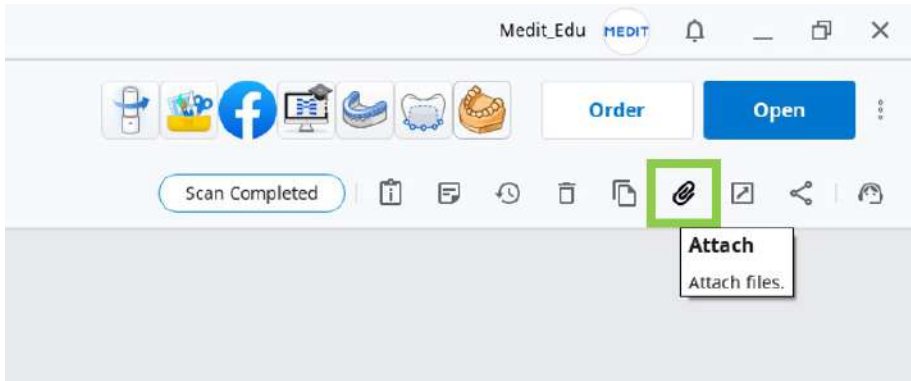 Medit_Edu MEDIT
Order Open
Scan Completed
Attach
Attach files.